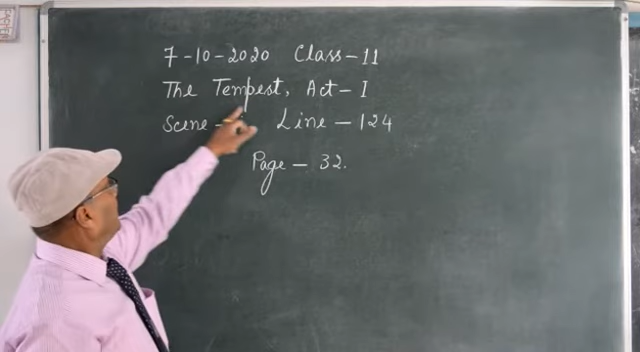 7-10-2020 Class-11
The Tempest, Act-I
Scene - Line - 124
Page - 32.